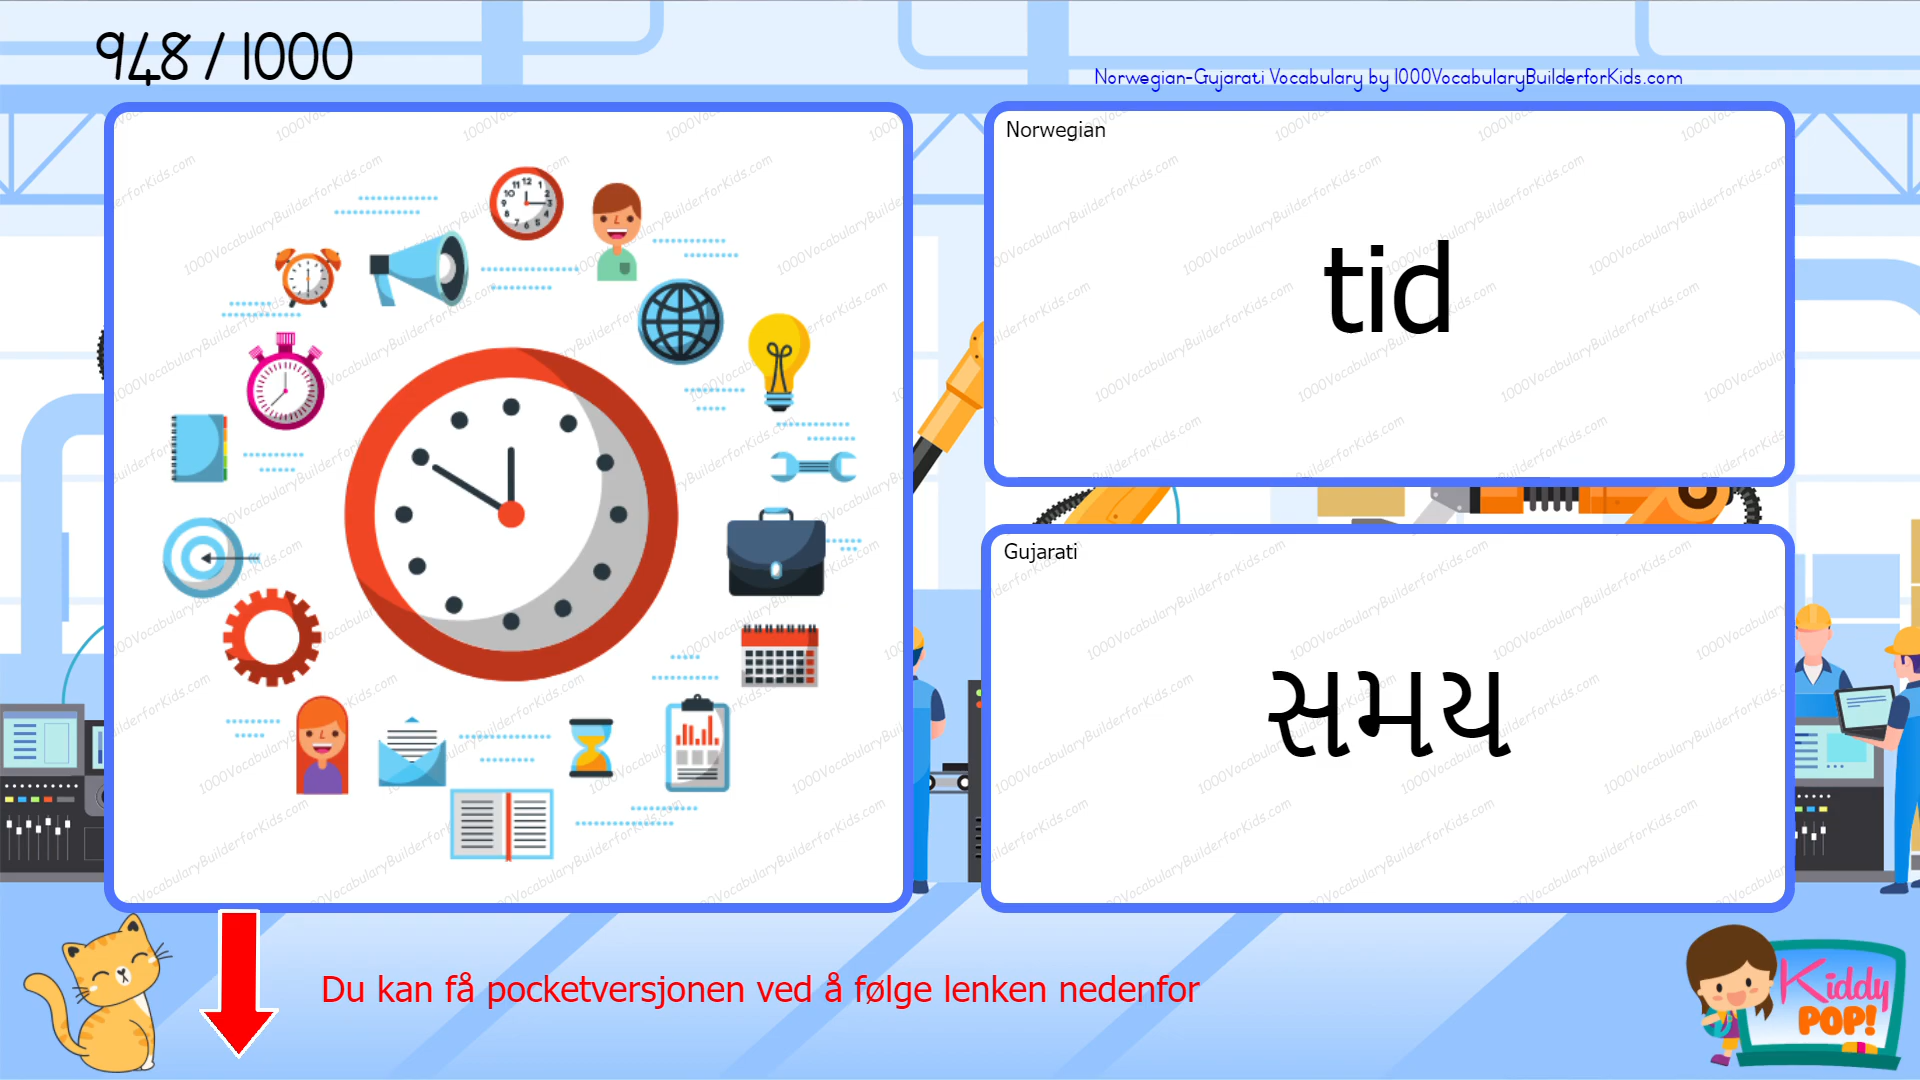 948 / 1000
Norwegian-Gujarati Vocabulary by 1000VocabularyBuilderforKids.com
Norwegian
tid
Gujarati
સમય
Du kan få pocketversjonen ved å følge lenken nedenfor
Kiddy
POP!